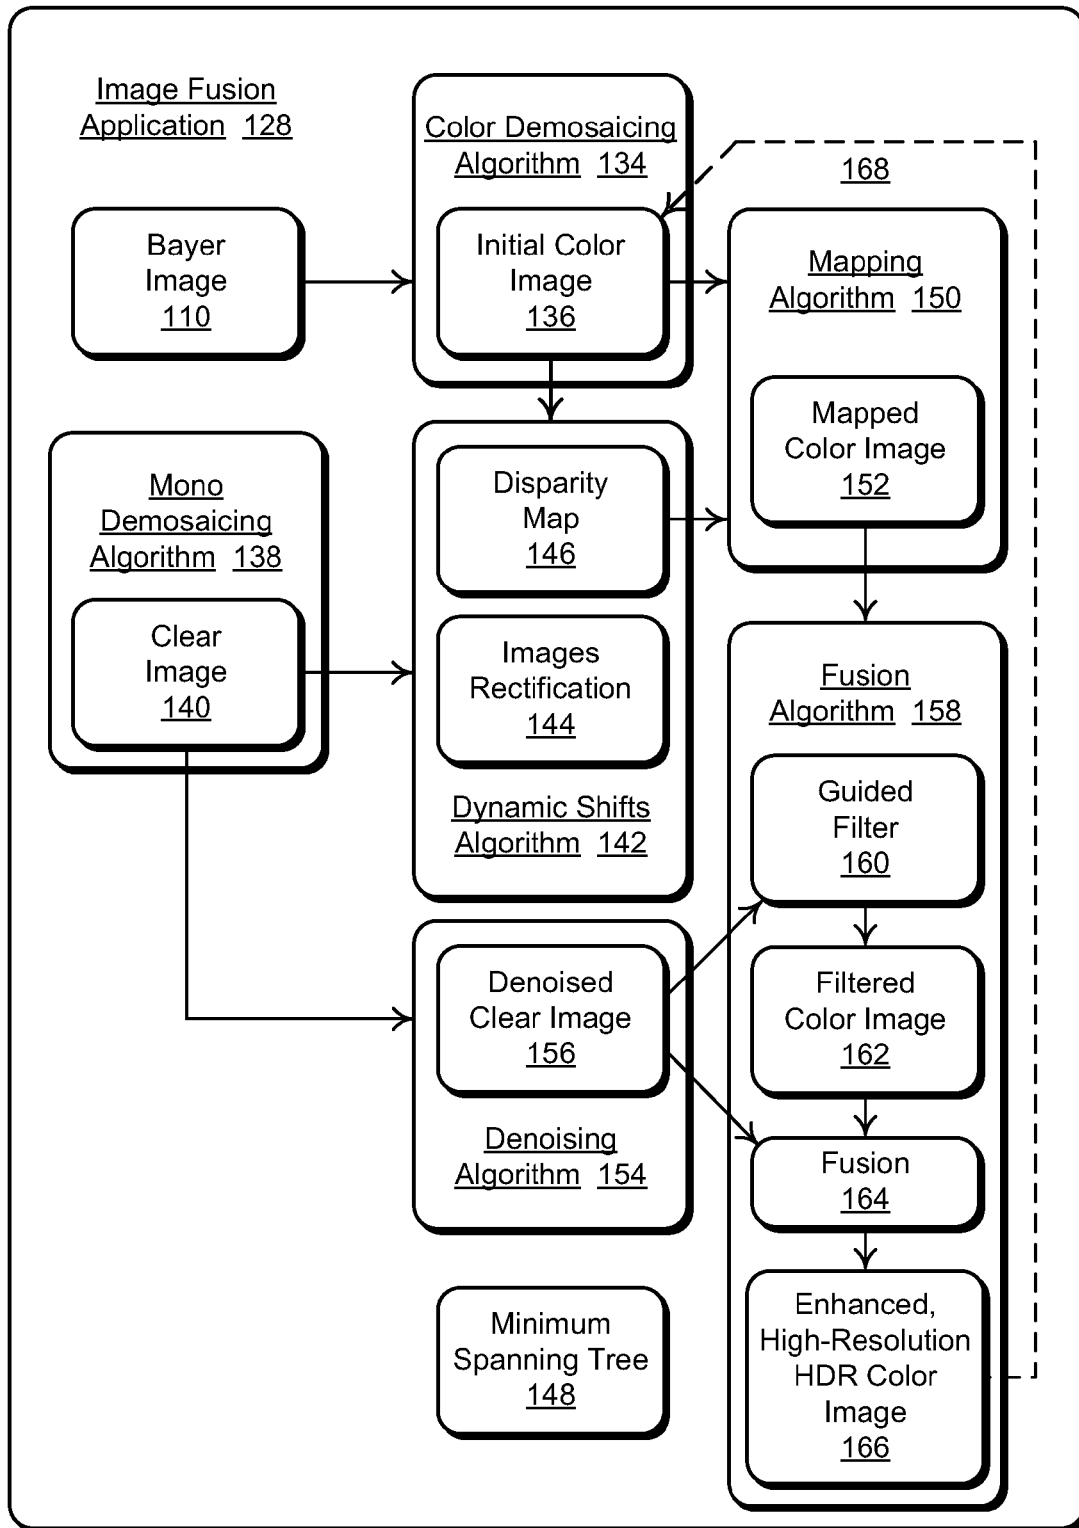 Image Fusion
Application 128
Bayer
Image
110
Color Demosaicing
Algorithm 134
Initial Color
Image
136
168
Mapping
Algorithm 150
Mapped
Color Image
152
Mono
Demosaicing
Algorithm 138
Clear
Image
140
Disparity
Map
146
Images
Rectification
144
Dynamic Shifts
Algorithm 142
Denoised
Clear Image
156
Denoising
Algorithm 154
Minimum
Spanning Tree
148
Fusion
Algorithm 158
Guided
Filter
160
Filtered
Color Image
162
Fusion
164
Enhanced,
High-Resolution
HDR Color
Image
166